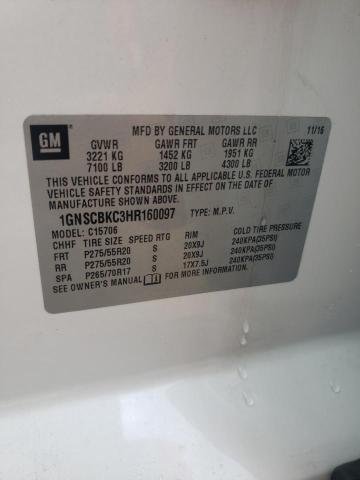 GM
MFD BY GENERAL MOTORS LLC 11/16
GVWR GAWR FRT GAWR RR
3221 KG 1452 KG 1951 KG
7100 LB 3200 LB 4300 LB
THIS VEHICLE CONFORMS TO ALL APPLICABLE U.S. FEDERAL MOTOR
VEHICLE SAFETY STANDARDS IN EFFECT ON THE DATE OF
MANUFACTURE SHOWN ABOVE.
1GNSCBKC3HR160097 TYPE: M.P.V.
MODEL: C15706
CHHF TIRE SIZE SPEED RTG RIM COLD TIRE PRESSURE
FRT P275/55R20 S 20X9J 240KPA(35PSI)
RR P275/55R20 S 20X9J 240KPA(35PSI)
SPA P265/70R17 S 17X7.5J 240KPA(35PSI)
SEE OWNER'S MANUAL FOR ADDITIONAL INFORMATION.